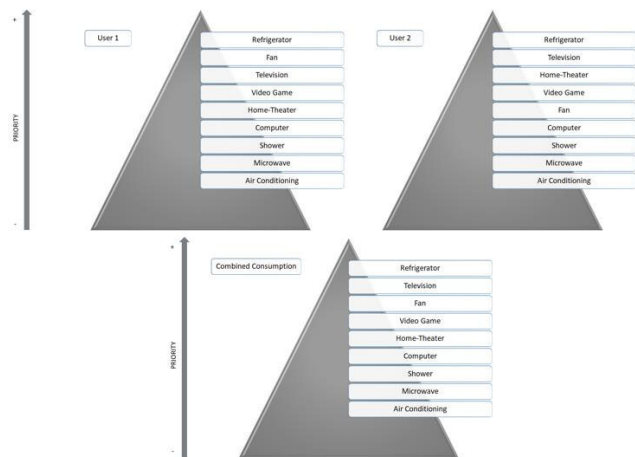 +
User 1
Refrigerator
Fan
Television
Video Game
Home-Theater
Computer
Shower
Microwave
Air Conditioning
PRIORITY
-
User 2
Refrigerator
Television
Home-Theater
Video Game
Fan
Computer
Shower
Microwave
Air Conditioning
+
Combined Consumption
Refrigerator
Television
Fan
Video Game
Home-Theater
Computer
Shower
Microwave
Air Conditioning
PRIORITY
-